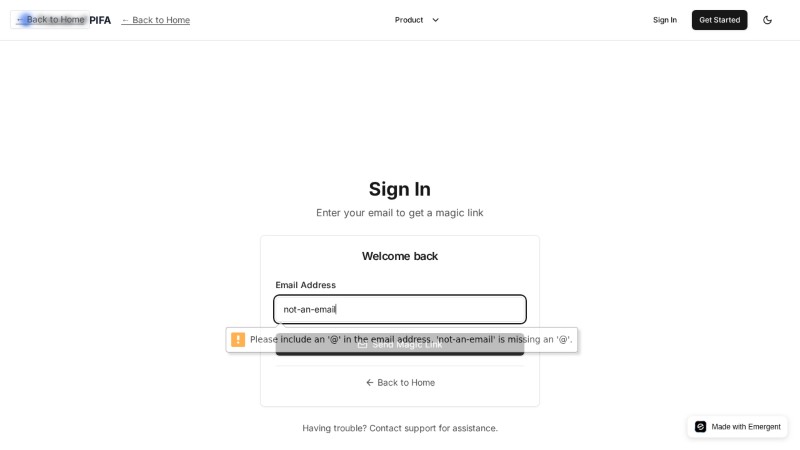 ← Back to Home PIFA ← Back to Home Product Sign In Get Started
Sign In
Enter your email to get a magic link
Welcome back
Email Address
not-an-email
Please include an '@' in the email address. 'not-an-email' is missing an '@'.
Send Magic Link
← Back to Home
Having trouble? Contact support for assistance.
Made with Emergent